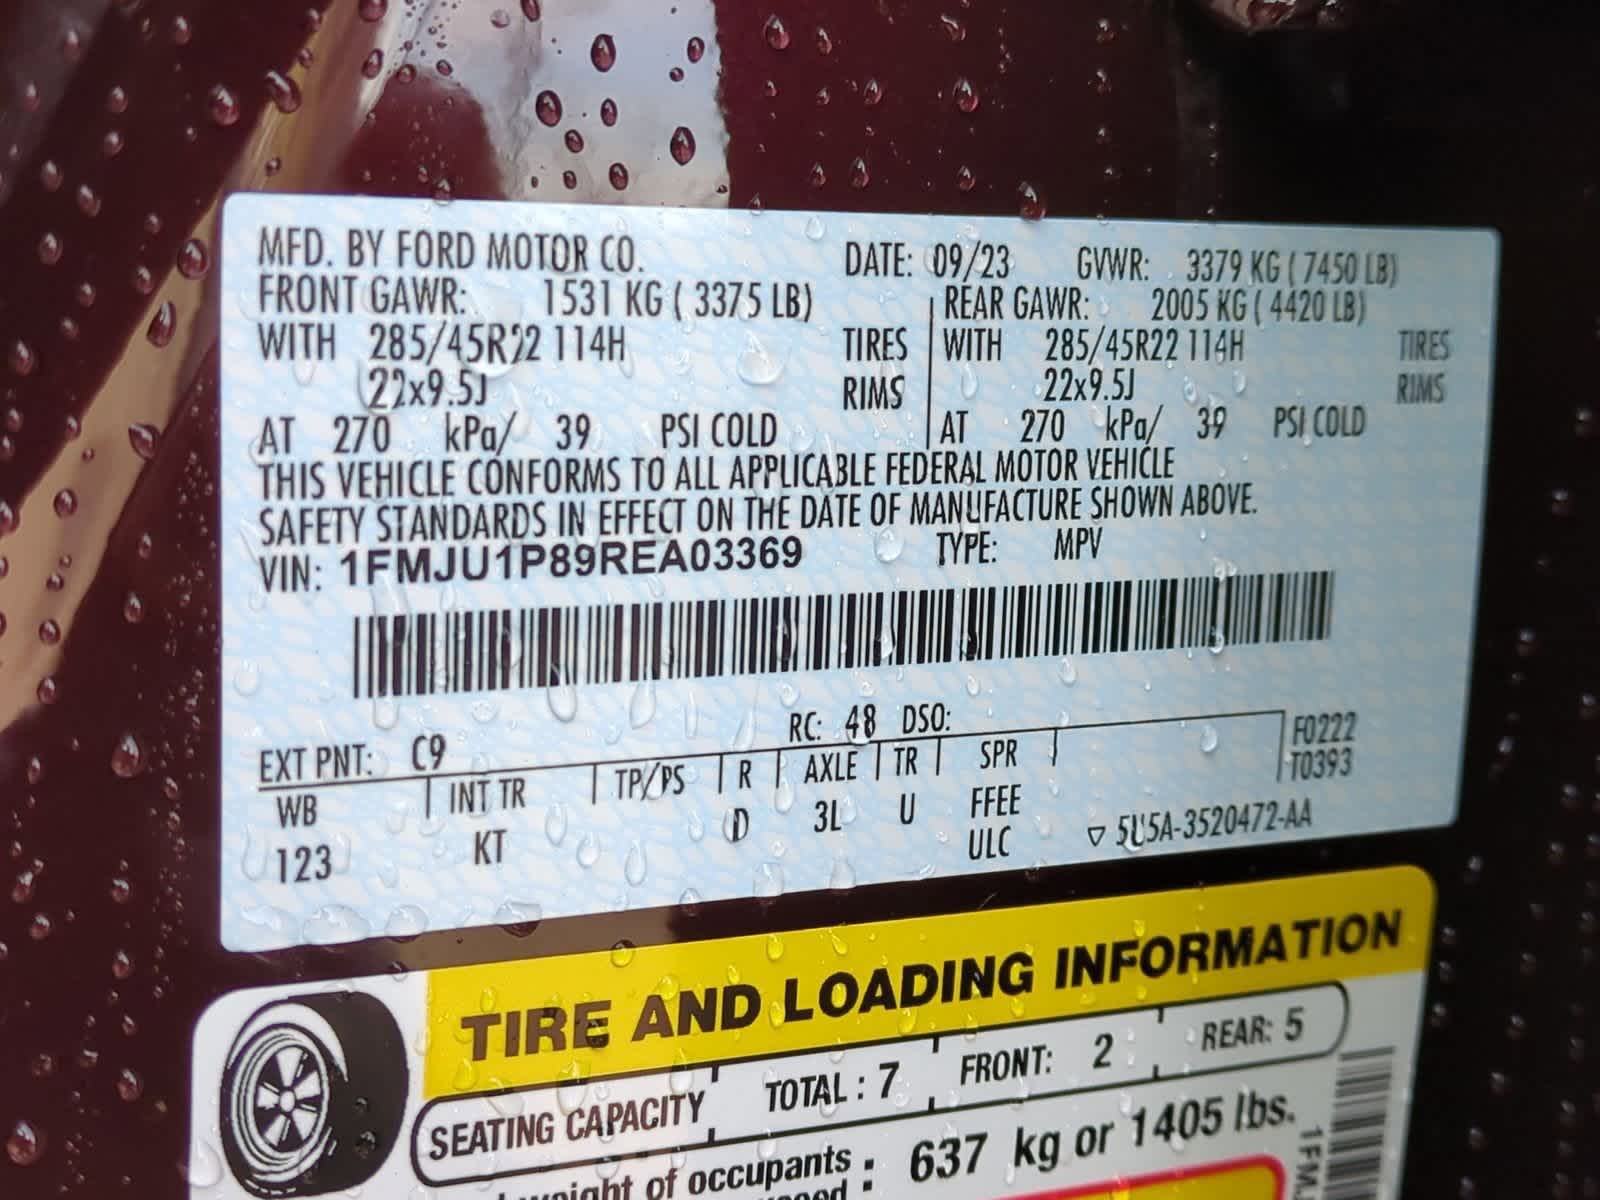 MFD. BY FORD MOTOR CO. DATE: 09/23 GVWR: 3379 KG ( 7450 LB)
FRONT GAWR: 1531 KG ( 3375 LB) REAR GAWR: 2005 KG ( 4420 LB)
WITH 285/45R22 114H TIRES WITH 285/45R22 114H TIRES
22x9.5J RIMS 22x9.5J RIMS
AT 270 kPa/ 39 PSI COLD AT 270 kPa/ 39 PSI COLD
THIS VEHICLE CONFORMS TO ALL APPLICABLE FEDERAL MOTOR VEHICLE
SAFETY STANDARDS IN EFFECT ON THE DATE OF MANUFACTURE SHOWN ABOVE.
VIN: 1FMJU1P89REA03369 TYPE: MPV
EXT PNT: C9 RC: 48 DSO: F0222
WB INT TR TP/PS R AXLE TR SPR T0393
123 KT D 3L U FFEE
ULC ▽ 5U5A-3520472-AA
TIRE AND LOADING INFORMATION
SEATING CAPACITY TOTAL : 7 FRONT: 2 REAR: 5
weight of occupants : 637 kg or 1405 lbs.
1FM